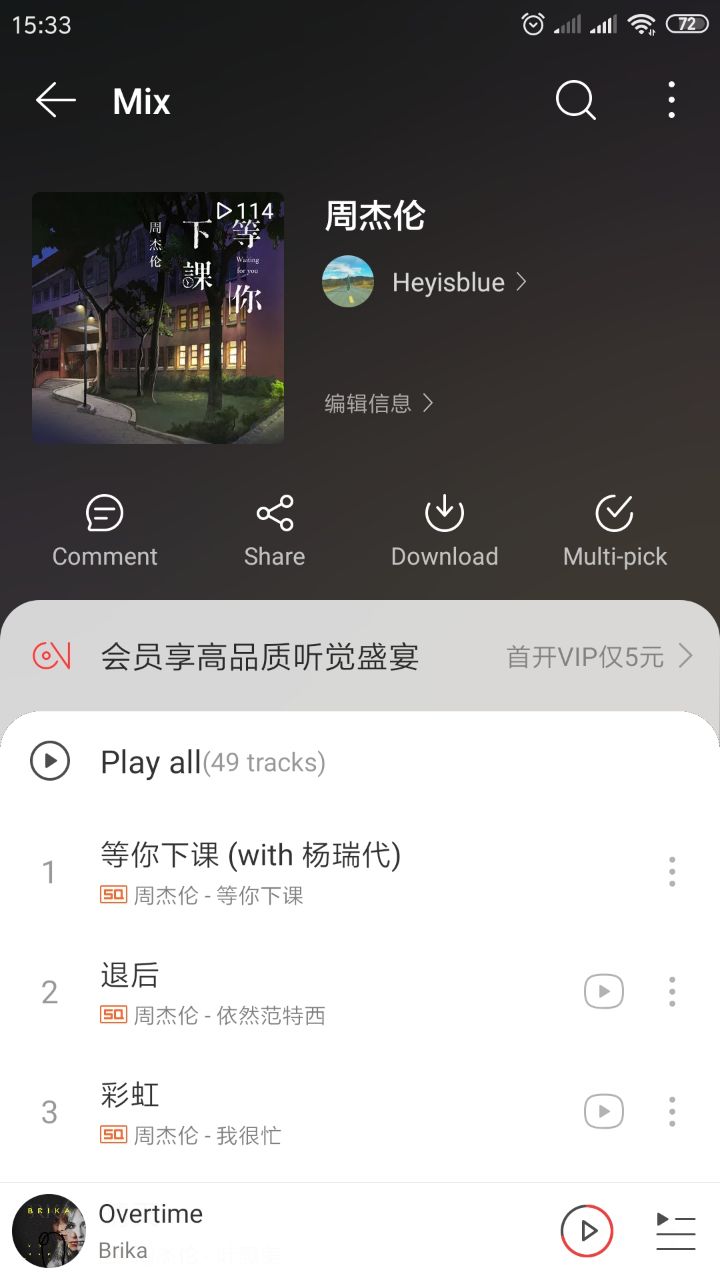 15:33
72
Mix
114
周杰伦
等你
下課
Waiting
for you
周杰伦
Heyisblue
编辑信息
Comment
Share
Download
Multi-pick
会员享高品质听觉盛宴
首开VIP仅5元
Play all(49 tracks)
1
等你下课 (with 杨瑞代)
SQ 周杰伦 - 等你下课
2
退后
SQ 周杰伦 - 依然范特西
3
彩虹
SQ 周杰伦 - 我很忙
BRIKA
Overtime
Brika